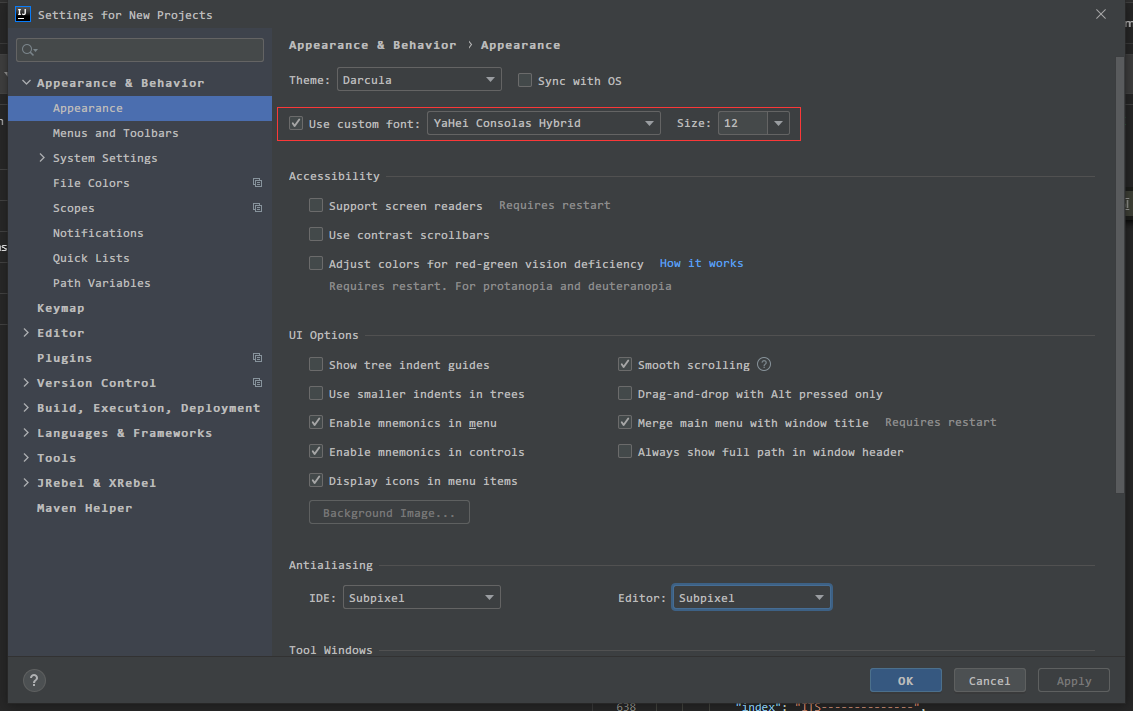 Settings for New Projects
Appearance & Behavior
Appearance
Menus and Toolbars
System Settings
File Colors
Scopes
Notifications
Quick Lists
Path Variables
Keymap
Editor
Plugins
Version Control
Build, Execution, Deployment
Languages & Frameworks
Tools
JRebel & XRebel
Maven Helper
Appearance & Behavior › Appearance
Theme: Darcula Sync with OS
Use custom font: YaHei Consolas Hybrid Size: 12
Accessibility
Support screen readers Requires restart
Use contrast scrollbars
Adjust colors for red-green vision deficiency How it works
Requires restart. For protanopia and deuteranopia
UI Options
Show tree indent guides Smooth scrolling ?
Use smaller indents in trees Drag-and-drop with Alt pressed only
Enable mnemonics in menu Merge main menu with window title Requires restart
Enable mnemonics in controls Always show full path in window header
Display icons in menu items
Background Image...
Antialiasing
IDE: Subpixel Editor: Subpixel
Tool Windows
? OK Cancel Apply
638 "index": "ITS--------------",